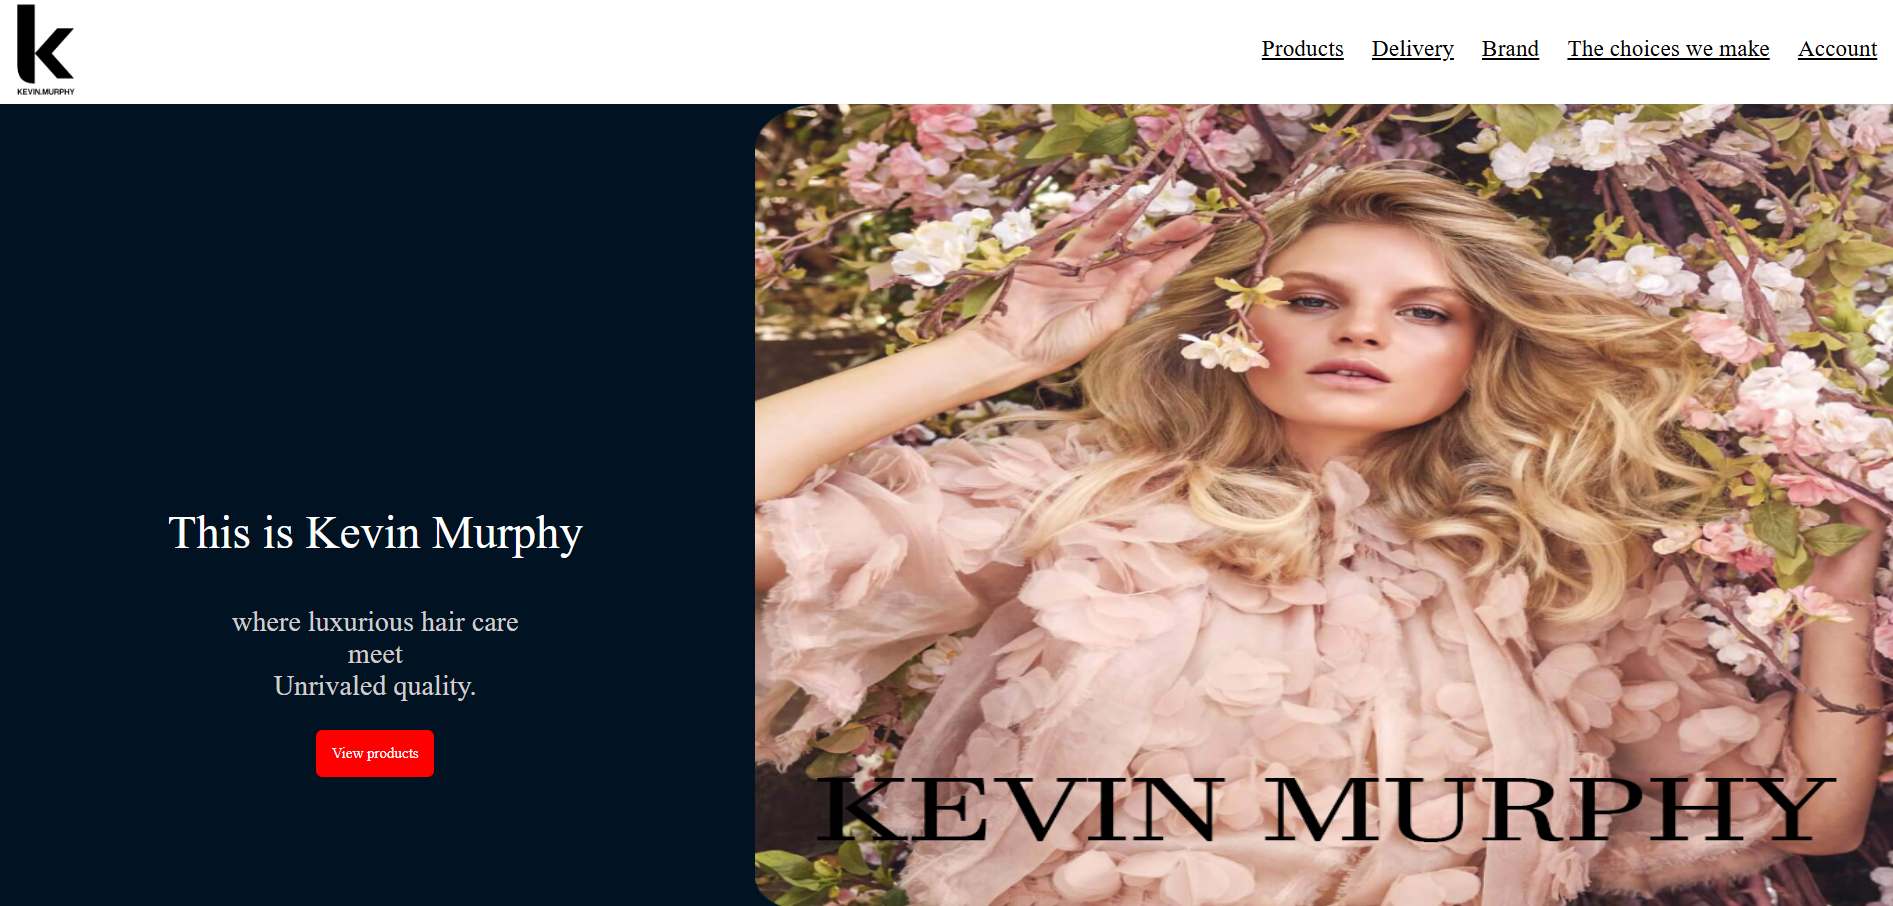 k
KEVIN.MURPHY
Products Delivery Brand The choices we make Account
This is Kevin Murphy
where luxurious hair care
meet
Unrivaled quality.
View products
KEVIN MURPHY